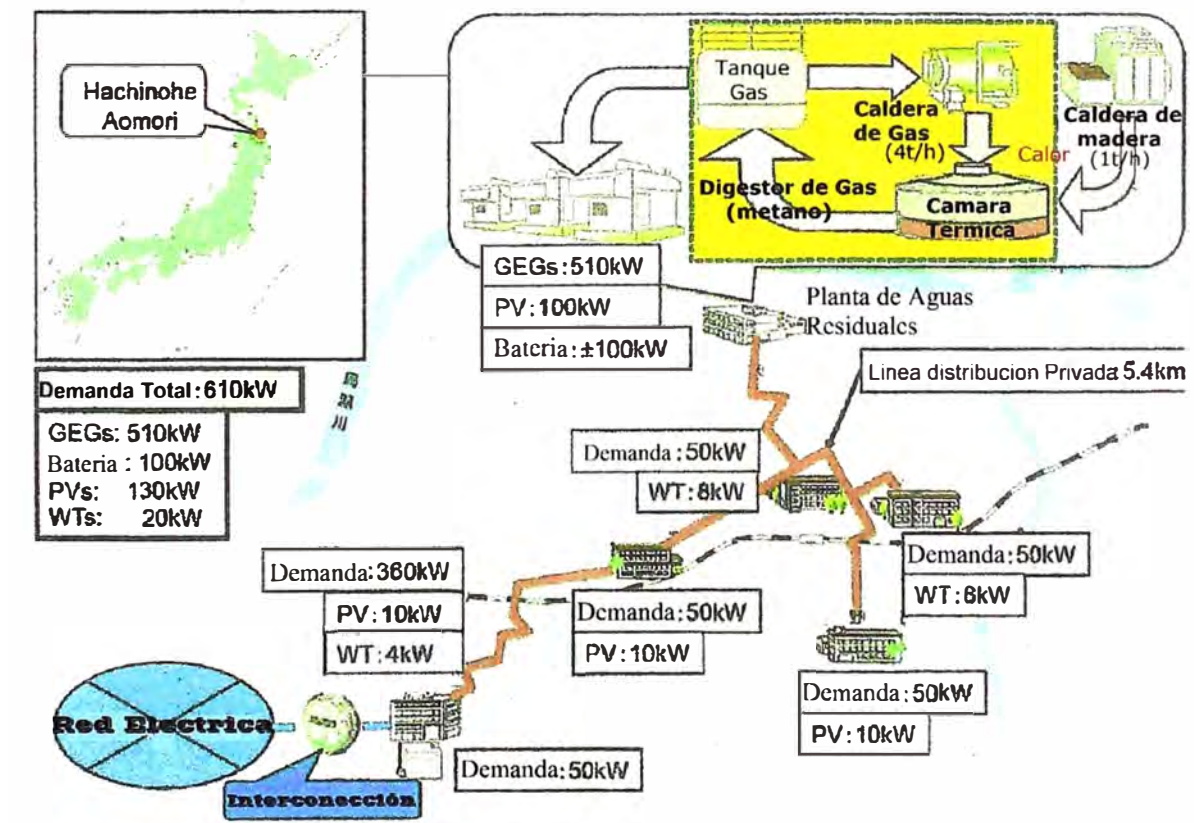 Hachinohe
Aomori
Tanque
Gas
Caldera
de Gas
(4t/h)
Caldera de
madera
(1t/h)
Calor
Digestor de Gas
(metano)
Camara
Termica
GEGs:510kW
PV:100kW
Bateria:±100kW
Planta de Aguas
Residuales
Linea distribucion Privada 5.4km
Demanda Total:610kW
GEGs: 510kW
Bateria : 100kW
PVs: 130kW
WTs: 20kW
川
Demanda:50kW
WT:8kW
Demanda:360kW
PV:10kW
WT:4kW
Demanda:50kW
PV:10kW
Demanda:50kW
WT:8kW
Demanda:50kW
PV:10kW
Red Electrica
Interconección
Demanda:50kW